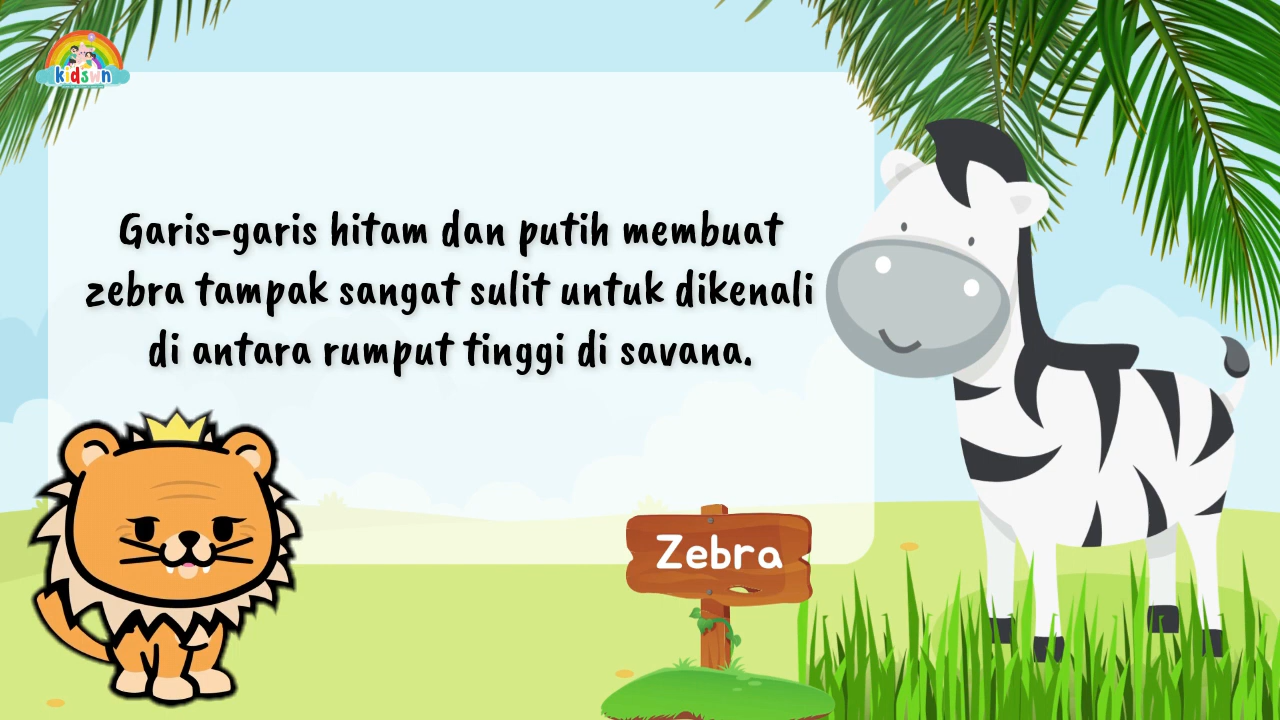 kidswn
Garis-garis hitam dan putih membuat
zebra tampak sangat sulit untuk dikenali
di antara rumput tinggi di savana.
Zebra